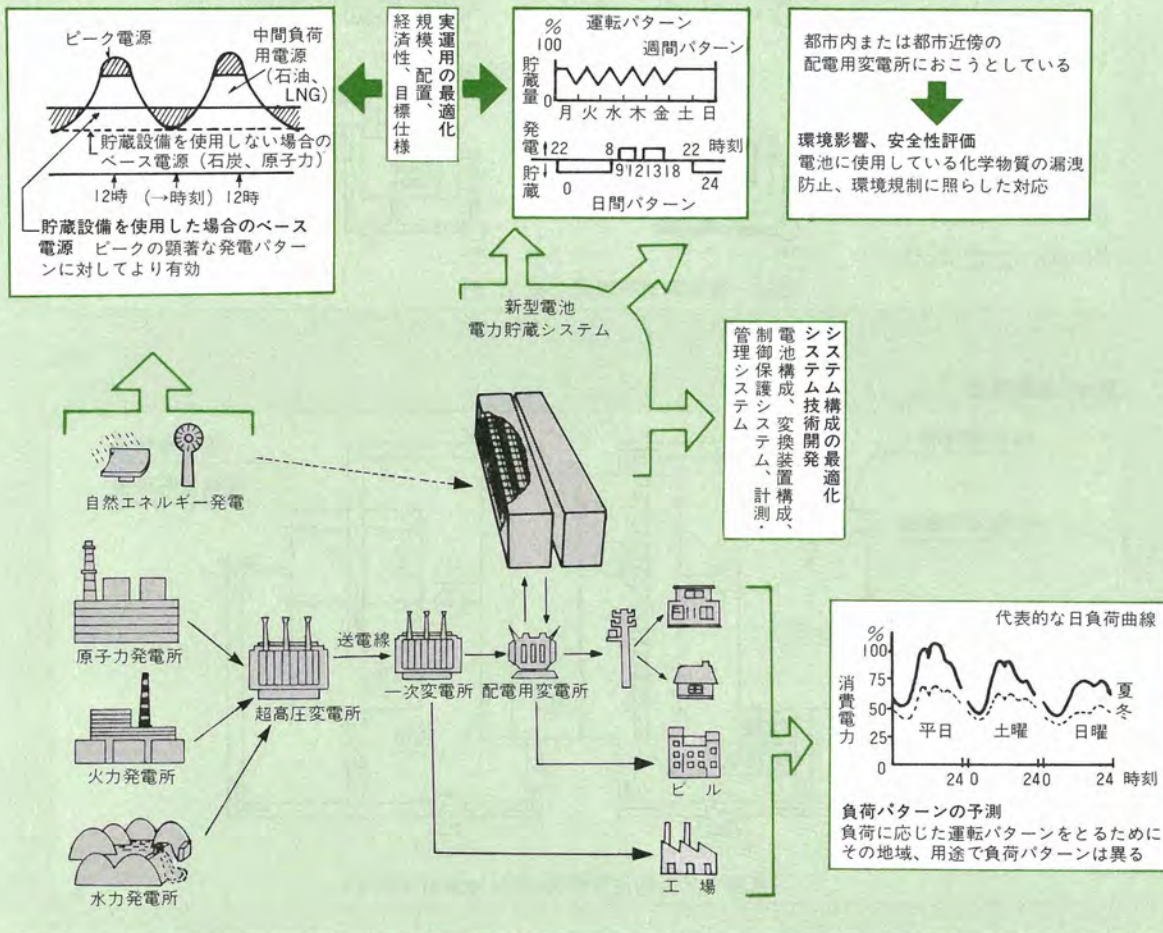 ピーク電源
中間負荷
用電源
(石油、
LNG)
貯蔵設備を使用しない場合の
ベース電源(石炭、原子力)
12時
(→時刻)
12時
貯蔵設備を使用した場合のベース
電源 ピークの顕著な発電パター
ンに対してより有効
実運用の最適化
規模、配置、
経済性、目標仕様
運転パターン
%
100
週間パターン
貯蔵量
0
月火水木金土日
発電
貯蔵
22
8
22
時刻
0
9
12
13
18
24
日間パターン
都市内または都市近傍の
配電用変電所におこうとしている
環境影響、安全性評価
電池に使用している化学物質の漏洩
防止、環境規制に照らした対応
新型電池
電力貯蔵システム
システム構成の最適化
システム技術開発
電池構成、変換装置構成、
制御保護システム、計測・
管理システム
自然エネルギー発電
原子力発電所
火力発電所
水力発電所
超高圧変電所
送電線
一次変電所
配電用変電所
ビル
工場
代表的な日負荷曲線
%
100
75
50
25
0
消費電力
夏
冬
平日
土曜
日曜
24 0
24 0
24
時刻
負荷パターンの予測
負荷に応じた運転パターンをとるために
その地域、用途で負荷パターンは異る